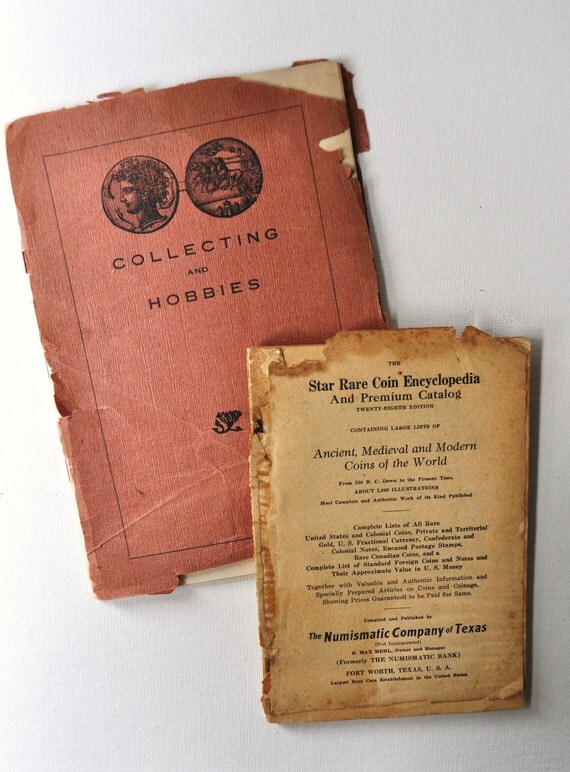 COLLECTING
AND
HOBBIES
THE
Star Rare Coin Encyclopedia
And Premium Catalog
TWENTY-EIGHTH EDITION
CONTAINING LARGE LISTS OF
Ancient, Medieval and Modern
Coins of the World
From 500 B. C. Down to the Present Time.
ABOUT 2,000 ILLUSTRATIONS
Most Complete and Authentic Work of its Kind Published
Complete Lists of All Rare
United States and Colonial Coins, Private and Territorial
Gold, U. S. Fractional Currency, Confederate and
Colonial Notes, Encased Postage Stamps,
Rare Canadian Coins, and a
Complete List of Standard Foreign Coins and Notes and
Their Approximate Value in U. S. Money
Together with Valuable and Authentic Information and
Specially Prepared Articles on Coins and Coinage,
Showing Prices Guaranteed to be Paid for Same.
Compiled and Published by
The Numismatic Company of Texas
(Not Incorporated)
B. MAX MEHL, Owner and Manager
(Formerly THE NUMISMATIC BANK)
FORT WORTH, TEXAS, U. S. A.
Largest Rare Coin Establishment in the United States